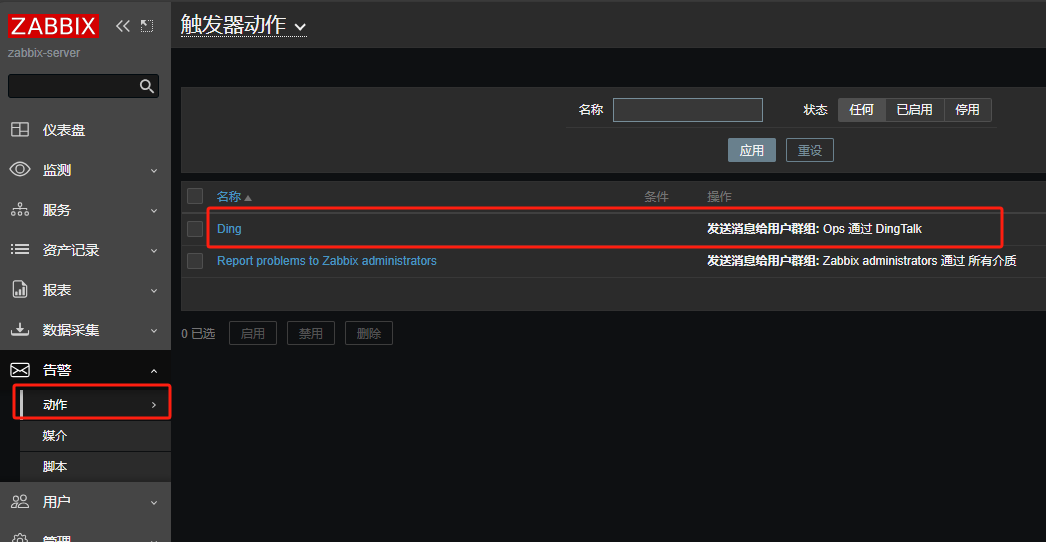 ZABBIX
zabbix-server
仪表盘
监测
服务
资产记录
报表
数据采集
告警
动作
媒介
脚本
用户
管理
触发器动作
名称 状态 任何 已启用 停用
应用 重设
名称 条件 操作
Ding 发送消息给用户群组: Ops 通过 DingTalk
Report problems to Zabbix administrators 发送消息给用户群组: Zabbix administrators 通过 所有介质
0 已选 启用 禁用 删除